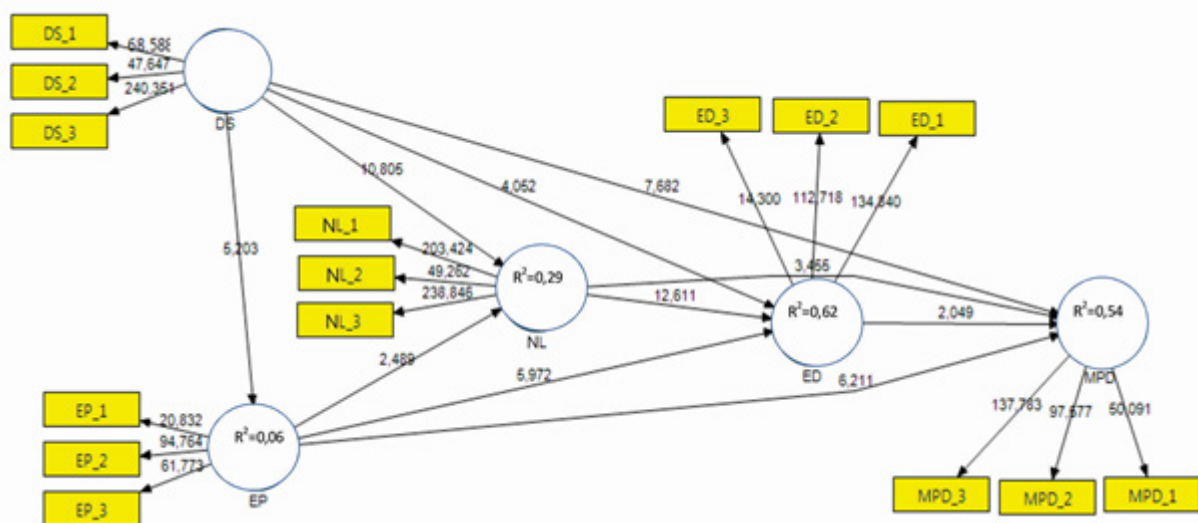 DS_1
DS_2
DS_3
68,588
47,647
240,351
DS
ED_3
ED_2
ED_1
10,805
4,052
7,682
14,300
112,718
134,840
5,203
NL_1
NL_2
NL_3
203,424
49,262
238,846
R²=0,29
NL
3,455
12,611
R²=0,62
ED
2,049
R²=0,54
MPD
2,489
5,972
6,211
EP_1
EP_2
EP_3
20,832
94,764
61,773
R²=0,06
EP
137,783
97,577
50,091
MPD_3
MPD_2
MPD_1